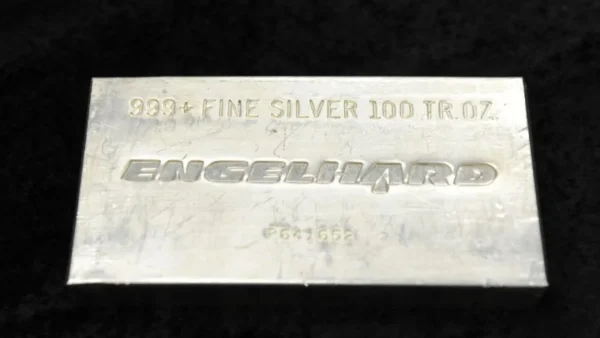 999+ FINE SILVER 100 TR.OZ.
ENGELHARD